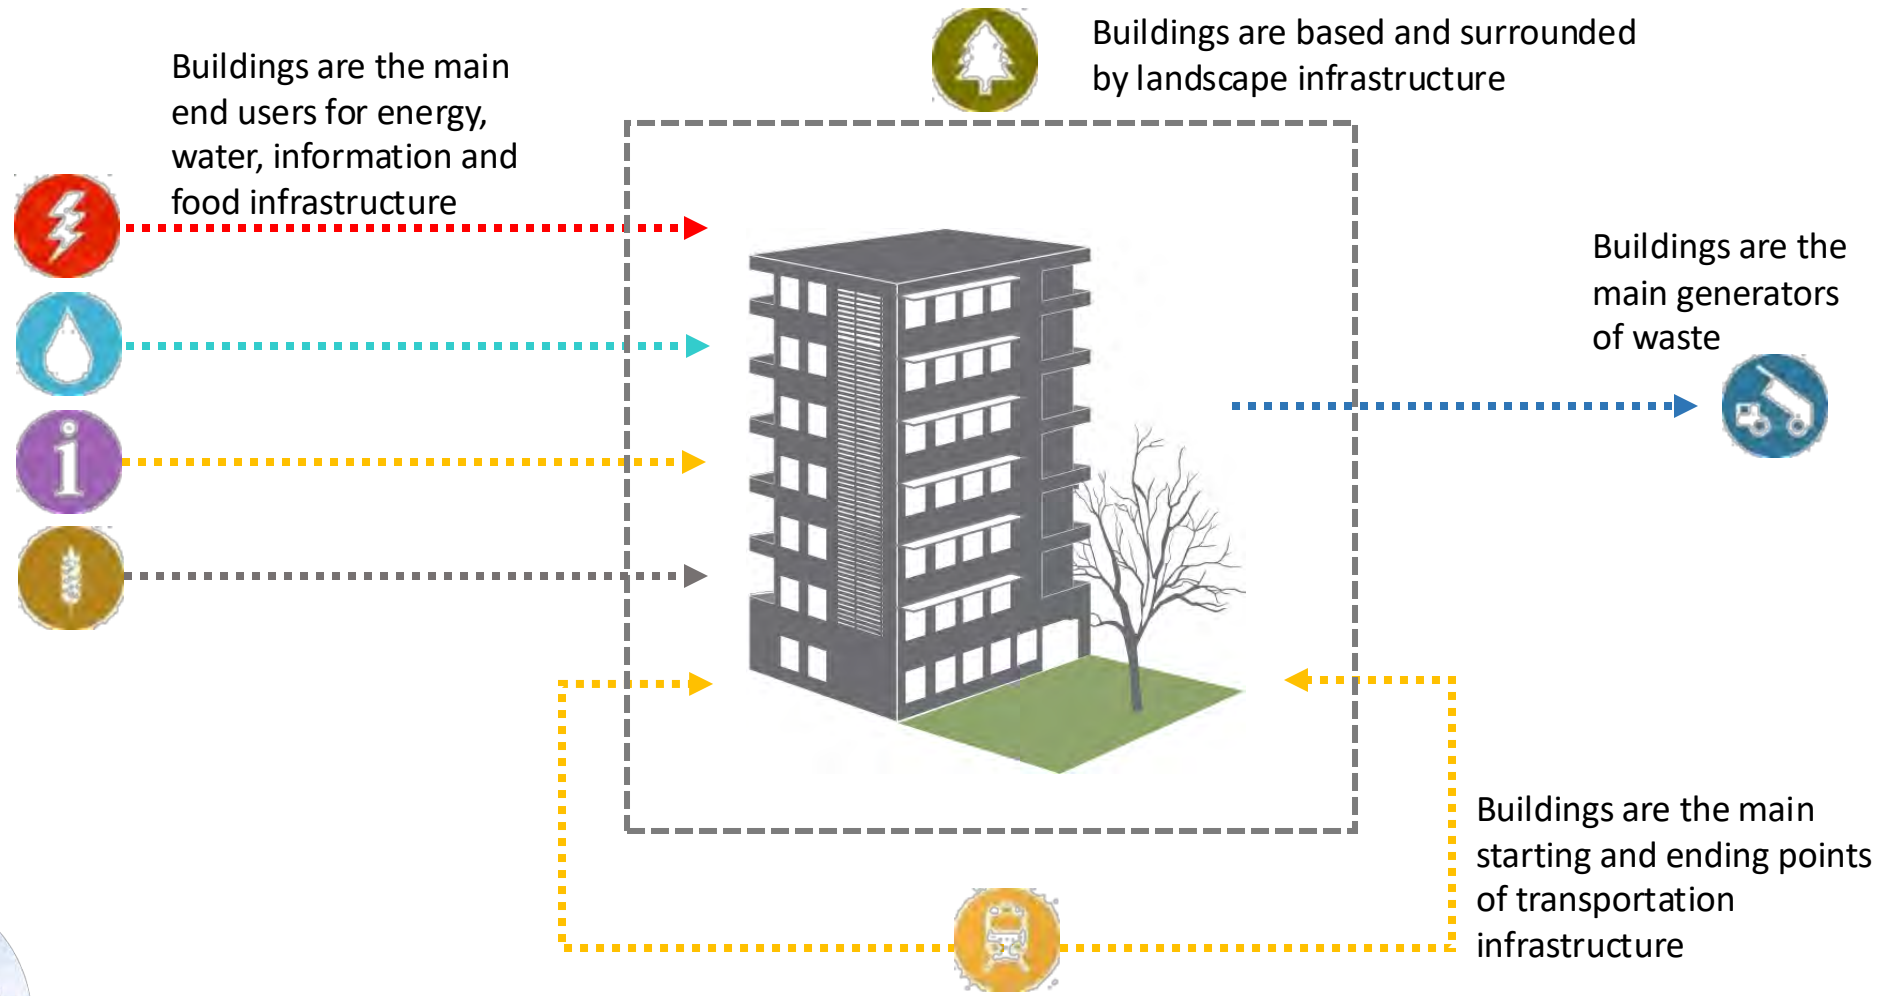 Buildings are based and surrounded
by landscape infrastructure
Buildings are the main
end users for energy,
water, information and
food infrastructure
Buildings are the
main generators
of waste
Buildings are the main
starting and ending points
of transportation
infrastructure